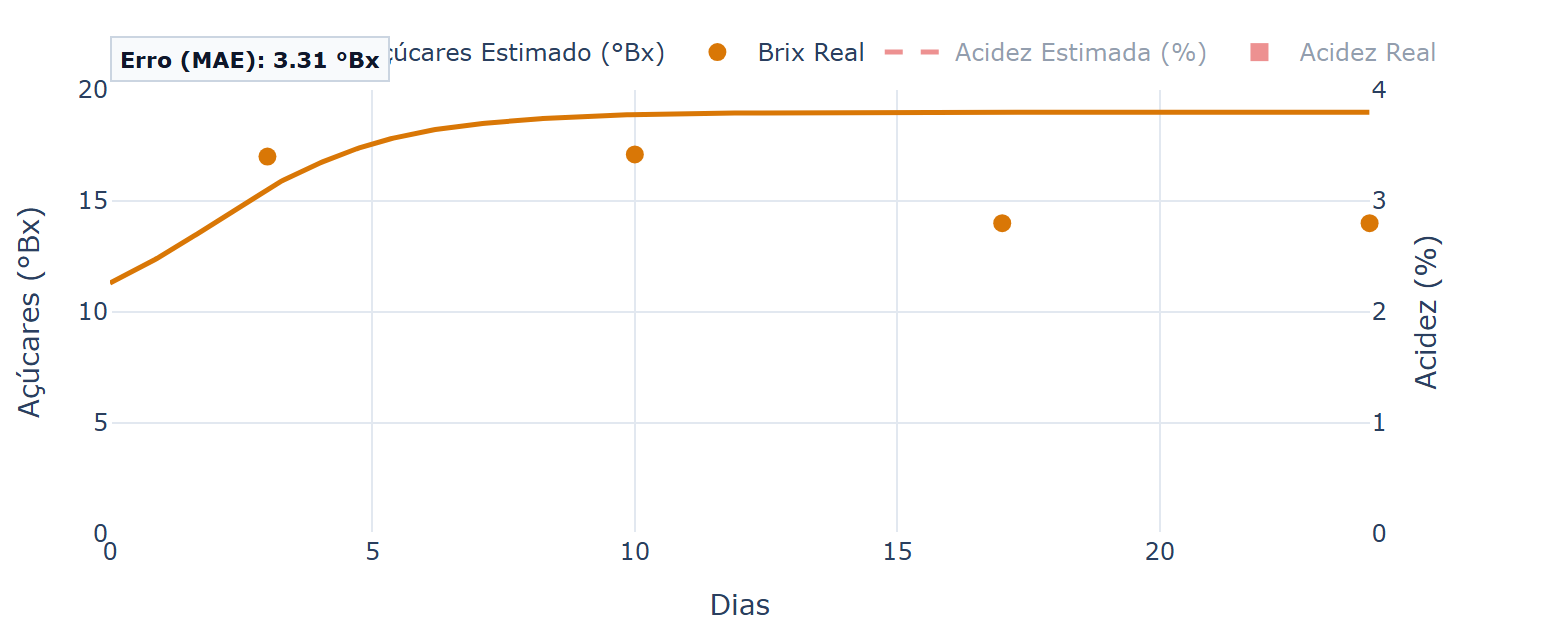 Erro (MAE): 3.31 °Bx
çúcares Estimado (°Bx)
Brix Real
Acidez Estimada (%)
Acidez Real
20
15
10
5
0
Açúcares (°Bx)
4
3
2
1
0
Acidez (%)
0
5
10
15
20
Dias